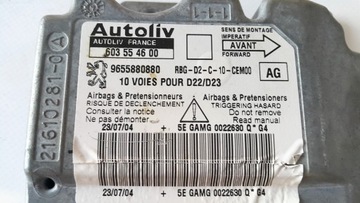 Autoliv
AUTOLIV FRANCE
603 55 46 00
SENS DE MONTAGE
IMPERATIF
AVANT
FORWARD
9655880880
RBG-D2-C-10-CEM00
AG
10 VOIES POUR D22/D23
Airbags & Pretensionneurs
RISQUE DE DECLENCHEMENT
Consulter la notice
Ne pas démonter
Airbags & Pretensioners
TRIGGERING HASARD
Consult the manual
Do not demount
23/07/04 + 5E GAMG 0022630 Q * G4
23/07/04 + 5E GAMG 0022630 Q * G4
21610281-0